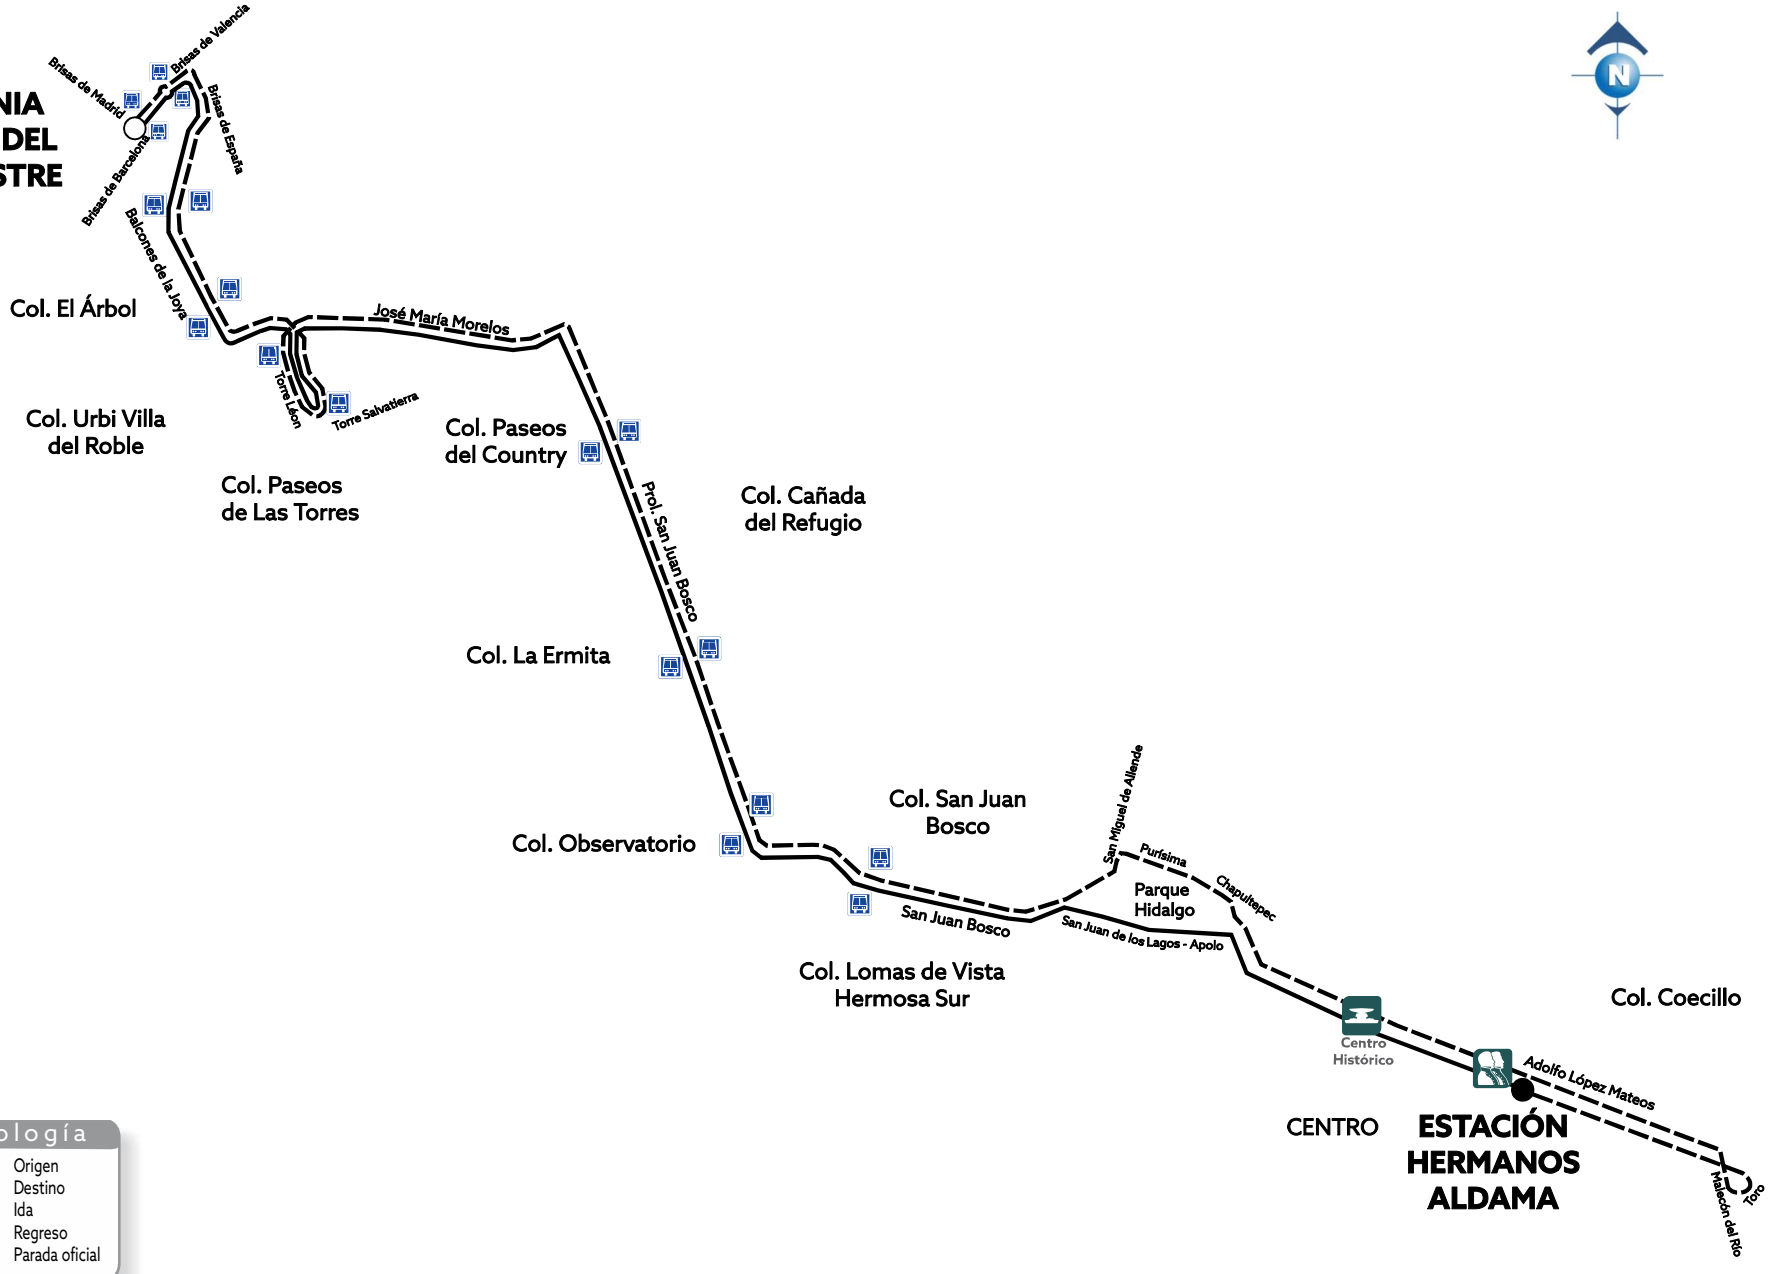 Brisas de Valencia
Brisas de Madrid
Brisas de España
NIA
DEL
STRE
Brisas de Barcelona
N
Balcones de la Joya
Col. El Árbol
José María Morelos
Torre Léon
Torre Salvatierra
Col. Urbi Villa
del Roble
Col. Paseos
del Country
Col. Paseos
de Las Torres
Prol. San Juan Bosco
Col. Cañada
del Refugio
Col. La Ermita
Col. San Juan
Bosco
San Miguel de Allende
Col. Observatorio
Purísima
Chapultepec
Parque
Hidalgo
San Juan Bosco
San Juan de los Lagos - Apolo
Col. Lomas de Vista
Hermosa Sur
Col. Coecillo
Centro
Histórico
Adolfo López Mateos
CENTRO
ESTACIÓN
HERMANOS
ALDAMA
Malecón del Río
Toro
ología
Origen
Destino
Ida
Regreso
Parada oficial